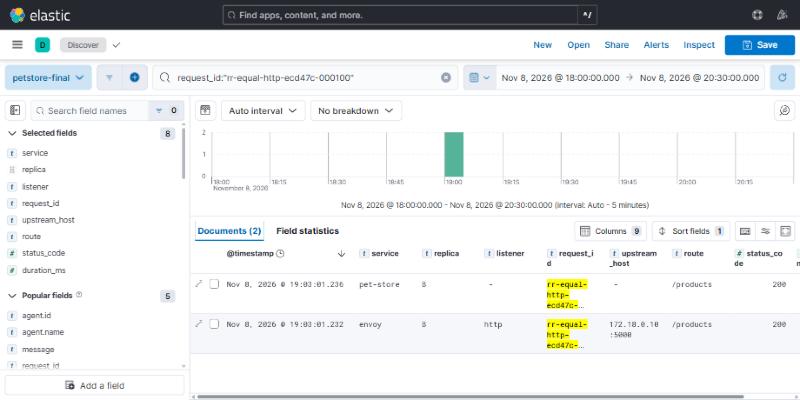 elastic
Find apps, content, and more.
^/
D
Discover
New
Open
Share
Alerts
Inspect
Save
petstore-final
request_id:"rr-equal-http-ecd47c-000100"
Nov 8, 2026 @ 18:00:00.000 → Nov 8, 2026 @ 20:30:00.000
Search field names
0
Selected fields
8
service
replica
listener
request_id
upstream_host
route
status_code
duration_ms
Popular fields
5
agent.id
agent.name
message
request_id
Add a field
Auto interval
No breakdown
2
1
0
18:00
18:15
18:30
18:45
19:00
19:15
19:30
19:45
20:00
20:15
November 8, 2026
Nov 8, 2026 @ 18:00:00.000 - Nov 8, 2026 @ 20:30:00.000 (interval: Auto - 5 minutes)
Documents (2)
Field statistics
Columns 9
Sort fields 1
@timestamp
service
replica
listener
request_i
d
upstream
_host
route
status_co
de
Nov 8, 2026 @ 19:03:01.236
pet-store
-
rr-equal-
http-
ecd47c-…
-
/products
200
Nov 8, 2026 @ 19:03:01.232
envoy
http
rr-equal-
http-
ecd47c-…
172.18.0.10
:5000
/products
200